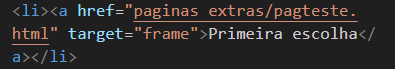 <li><a href="paginas extras/pagteste.
html" target="frame">Primeira escolha</
a></li>